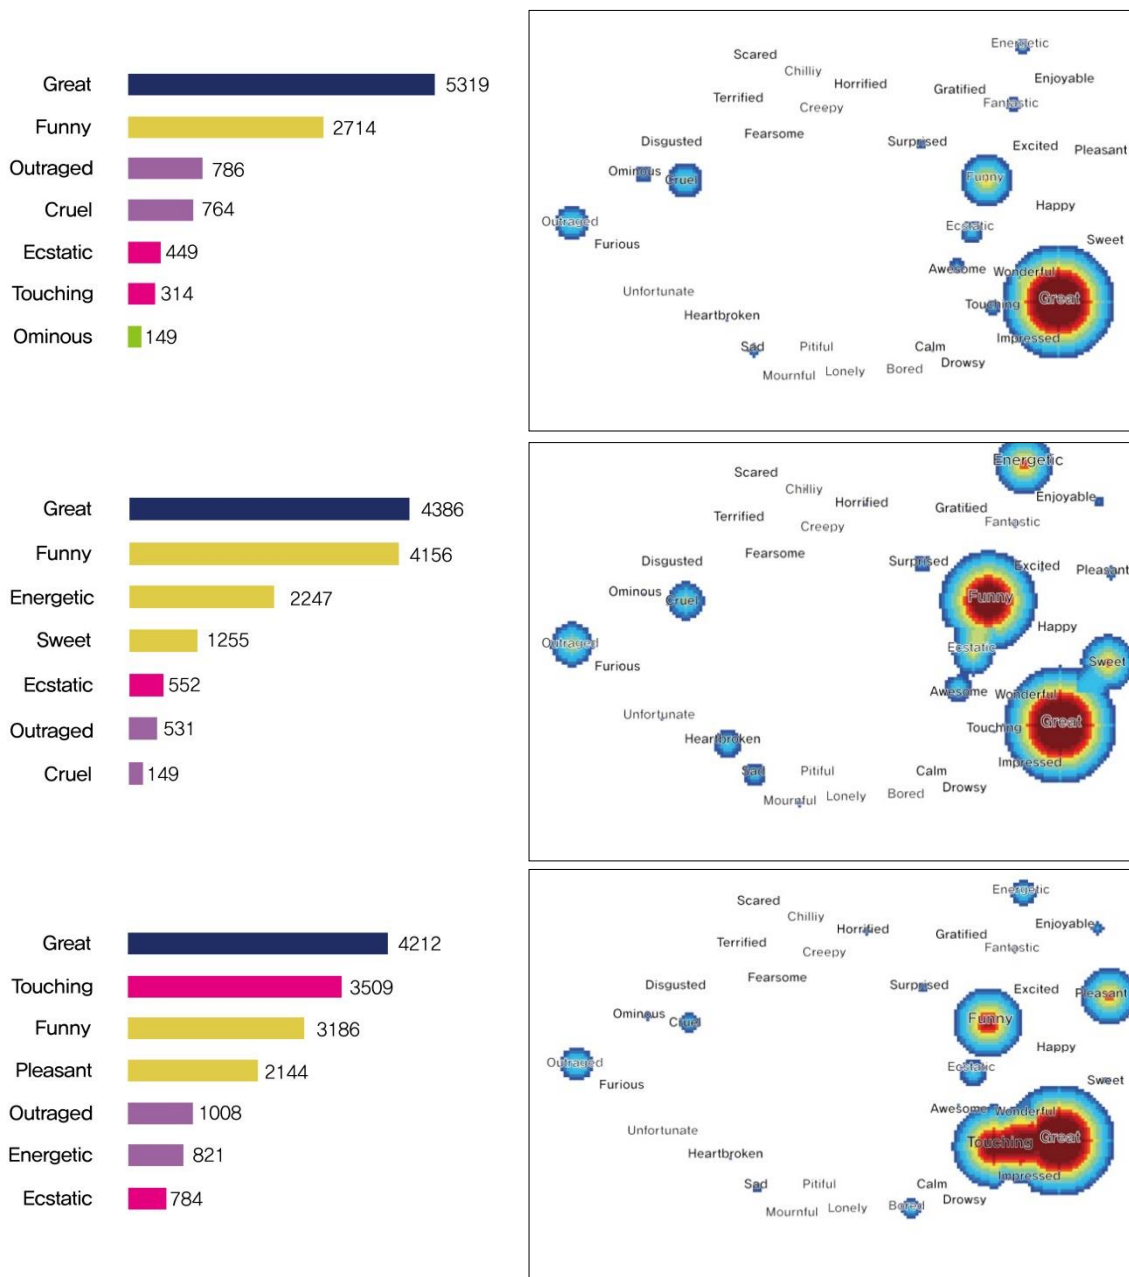 Great 5319
Funny 2714
Outraged 786
Cruel 764
Ecstatic 449
Touching 314
Ominous 149
Energetic
Scared
Chilliy
Horrified
Enjoyable
Gratified
Terrified
Fantastic
Creepy
Fearsome
Disgusted
Surprised
Excited
Pleasant
Ominous
Cruel
Funny
Happy
Outraged
Ecstatic
Furious
Sweet
Awesome
Wonderful
Unfortunate
Great
Touching
Heartbroken
Impressed
Sad
Pitiful
Calm
Drowsy
Mournful
Lonely
Bored
Great 4386
Funny 4156
Energetic 2247
Sweet 1255
Ecstatic 552
Outraged 531
Cruel 149
Energetic
Scared
Chilliy
Horrified
Enjoyable
Gratified
Terrified
Fantastic
Creepy
Fearsome
Disgusted
Surprised
Excited
Pleasant
Ominous
Cruel
Funny
Happy
Outraged
Ecstatic
Furious
Sweet
Awesome
Wonderful
Unfortunate
Great
Touching
Heartbroken
Impressed
Sad
Pitiful
Calm
Drowsy
Mournful
Lonely
Bored
Great 4212
Touching 3509
Funny 3186
Pleasant 2144
Outraged 1008
Energetic 821
Ecstatic 784
Energetic
Scared
Chilliy
Horrified
Enjoyable
Gratified
Terrified
Fantastic
Creepy
Fearsome
Disgusted
Surprised
Excited
Pleasant
Ominous
Cruel
Funny
Happy
Outraged
Ecstatic
Furious
Sweet
Awesome
Wonderful
Unfortunate
Great
Touching
Heartbroken
Impressed
Sad
Pitiful
Calm
Drowsy
Mournful
Lonely
Bored